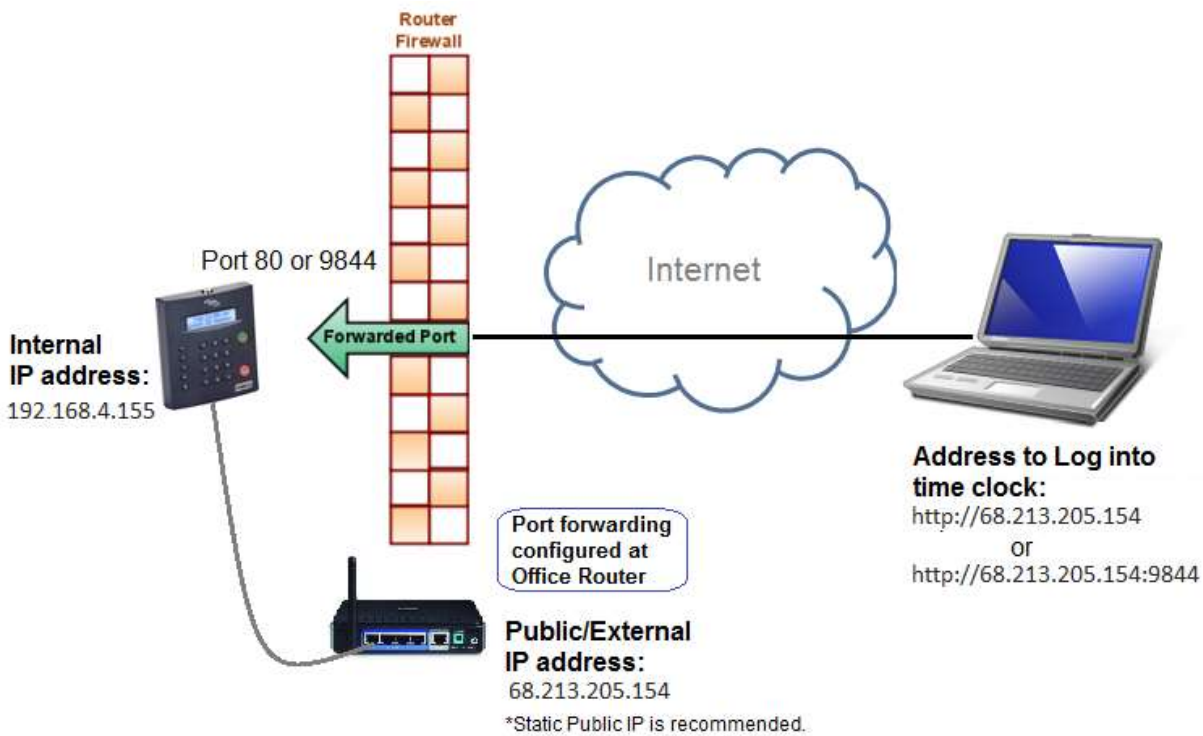 Router
Firewall
Port 80 or 9844
Internet
Forwarded Port
Internal
IP address:
192.168.4.155
Address to Log into
time clock:
http://68.213.205.154
or
http://68.213.205.154:9844
Port forwarding
configured at
Office Router
Public/External
IP address:
68.213.205.154
*Static Public IP is recommended.